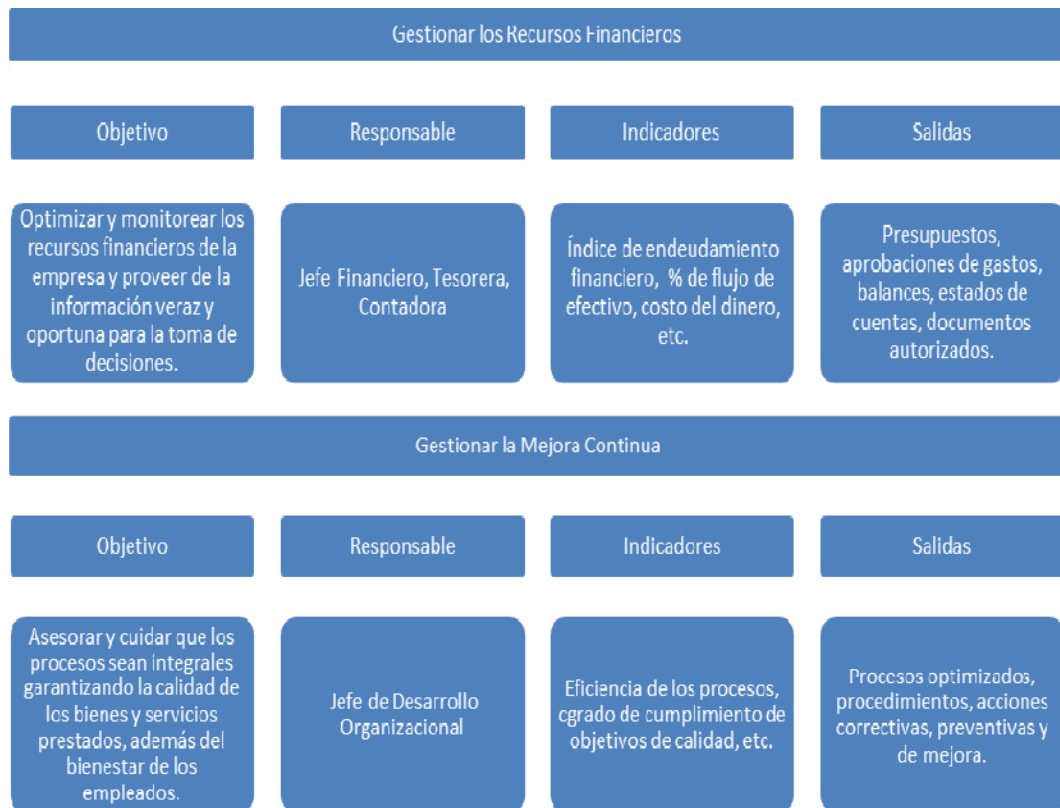 Gestionar los Recursos Financieros
Objetivo
Responsable
Indicadores
Salidas
Optimizar y monitorear los
recursos financieros de la
empresa y proveer de la
información veraz y
oportuna para la toma de
decisiones.
Jefe Financiero, Tesorera,
Contadora
Índice de endeudamiento
financiero, % de flujo de
efectivo, costo del dinero,
etc.
Presupuestos,
aprobaciones de gastos,
balances, estados de
cuentas, documentos
autorizados.
Gestionar la Mejora Continua
Objetivo
Responsable
Indicadores
Salidas
Asesorar y cuidar que los
procesos sean integrales
garantizando la calidad de
los bienes y servicios
prestados, además del
bienestar de los
empleados.
Jefe de Desarrollo
Organizacional
Eficiencia de los procesos,
cgrado de cumplimiento de
objetivos de calidad, etc.
Procesos optimizados,
procedimientos, acciones
correctivas, preventivas y
de mejora.